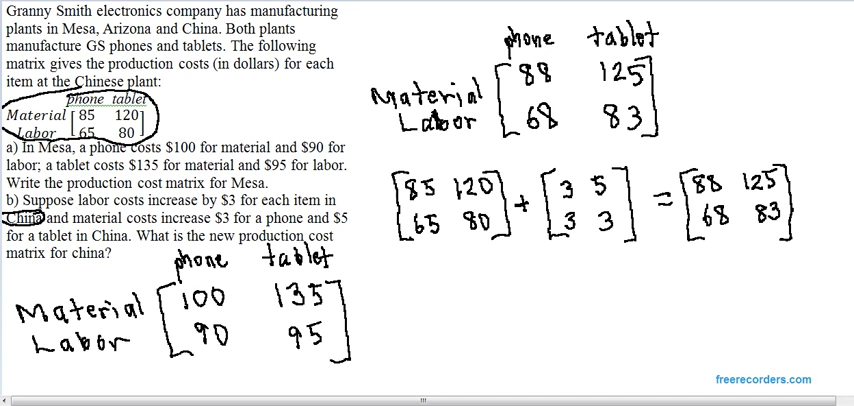 Granny Smith electronics company has manufacturing
plants in Mesa, Arizona and China. Both plants
manufacture GS phones and tablets. The following
matrix gives the production costs (in dollars) for each
item at the Chinese plant:
phone tablet
Material [ 85 120 ]
Labor [ 65 80 ]
a) In Mesa, a phone costs $100 for material and $90 for
labor; a tablet costs $135 for material and $95 for labor.
Write the production cost matrix for Mesa.
b) Suppose labor costs increase by $3 for each item in
China and material costs increase $3 for a phone and $5
for a tablet in China. What is the new production cost
matrix for china?
phone tablet
Material [ 100 135 ]
Labor [ 90 95 ]
phone tablet
Material [ 88 125 ]
Labor [ 68 83 ]
[ 85 120 ] + [ 3 5 ] = [ 88 125 ]
[ 65 80 ] [ 3 3 ] [ 68 83 ]
freerecorders.com